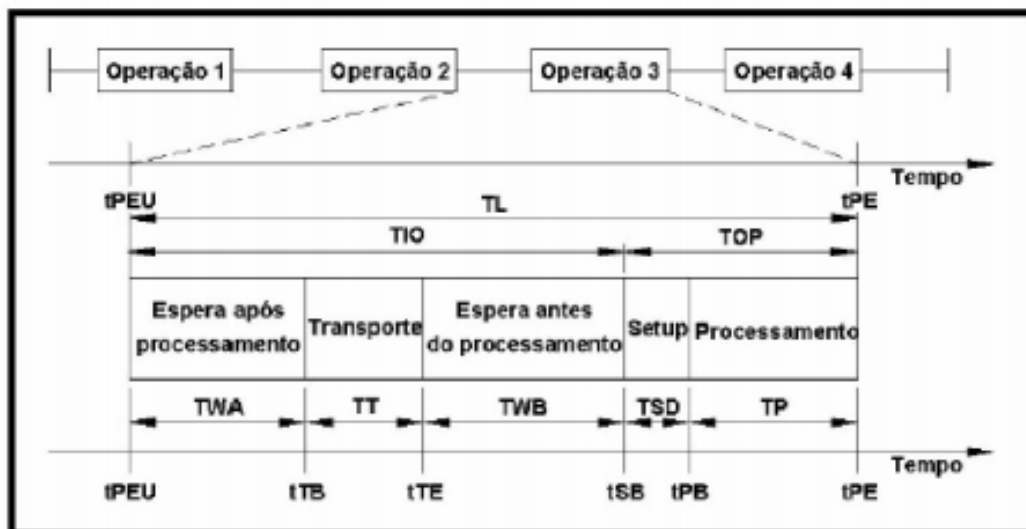 Operação 1 Operação 2 Operação 3 Operação 4
Tempo
tPEU tPE
TL
TIO TOP
Espera após processamento Transporte Espera antes do processamento Setup Processamento
TWA TT TWB TSD TP
Tempo
tPEU tTB tTE tSB tPB tPE